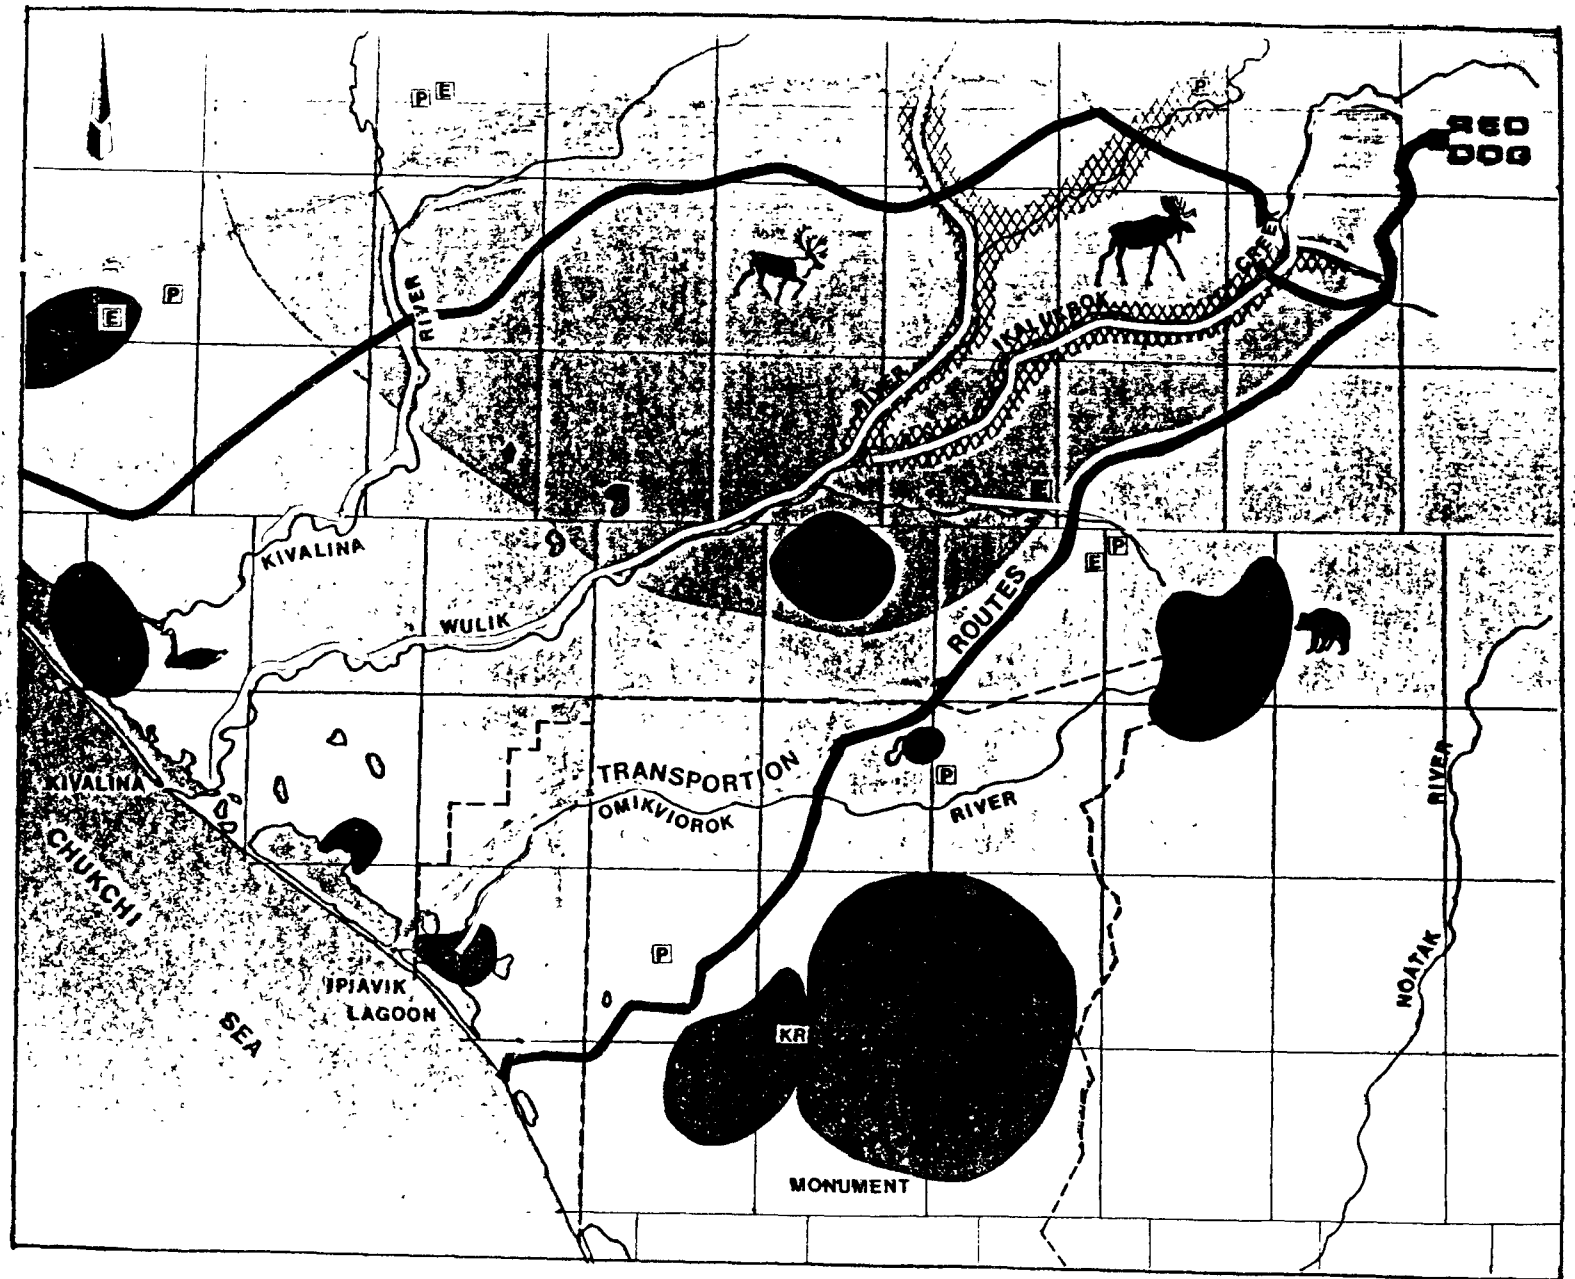 P E
P
RED
DOG
E P
RIVER
CREEK
IKALUKROK
RIVER
E
KIVALINA
P
E
ROUTES
WULIK
TRANSPORTION
OMIKVIOROK
RIVER
P
KIVALINA
RIVER
CHUKCHI
SEA
P
NOATAK
IPIAVIK
LAGOON
KR
MONUMENT